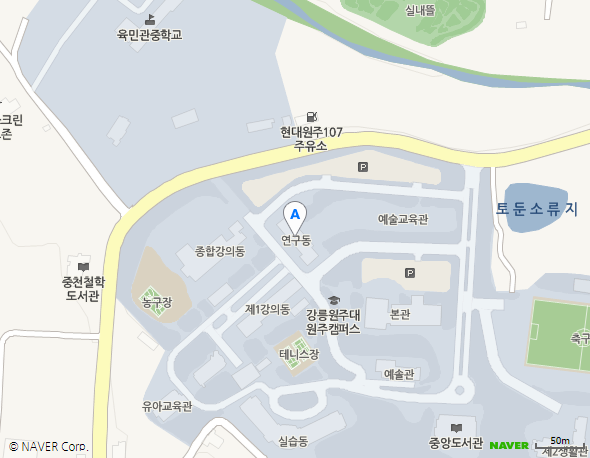 실내뜰
육민관중학교
크린
존
현대원주107
주유소
P
A
연구동
예술교육관
토둔소류지
종합강의동
중천철학
도서관
농구장
P
제1강의동
강릉원주대
원주캠퍼스
본관
축구
테니스장
예솔관
유아교육관
실습동
중앙도서관
NAVER
50m
제2생활관
© NAVER Corp.